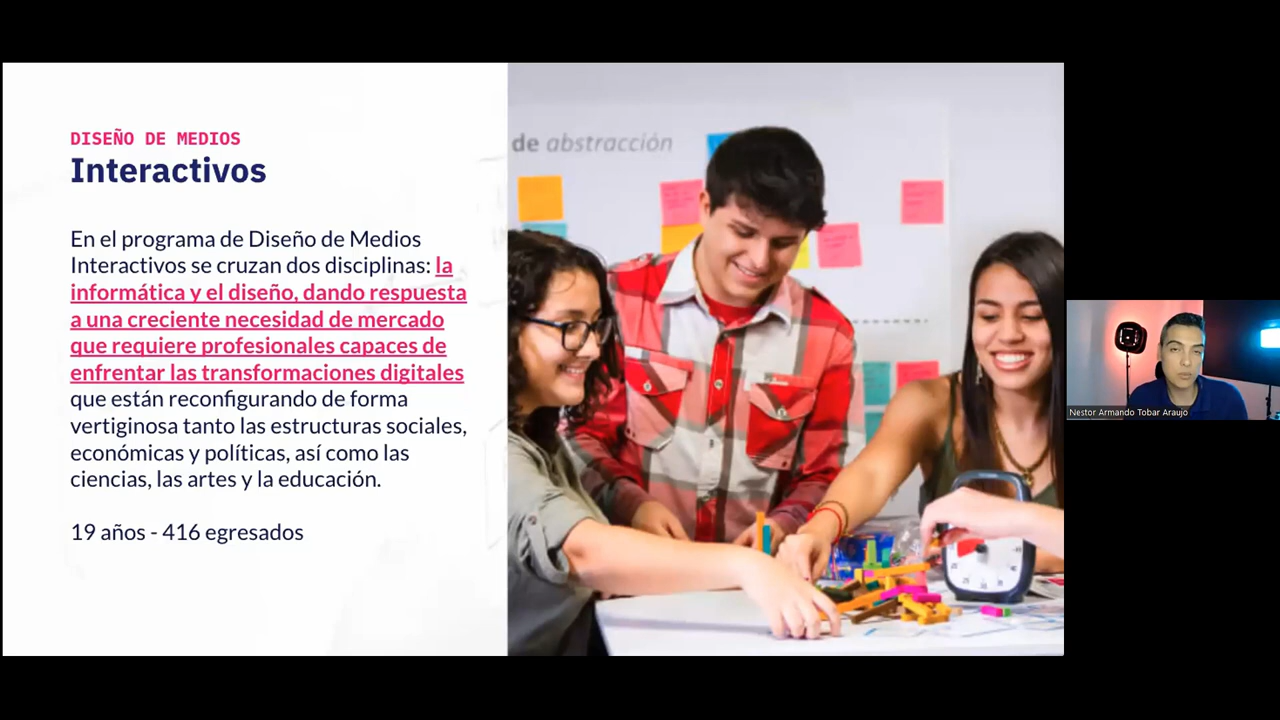 DISEÑO DE MEDIOS
Interactivos
En el programa de Diseño de Medios
Interactivos se cruzan dos disciplinas: la
informática y el diseño, dando respuesta
a una creciente necesidad de mercado
que requiere profesionales capaces de
enfrentar las transformaciones digitales
que están reconfigurando de forma
vertiginosa tanto las estructuras sociales,
económicas y políticas, así como las
ciencias, las artes y la educación.
19 años - 416 egresados
de abstracción
Nestor Armando Tobar Araujo